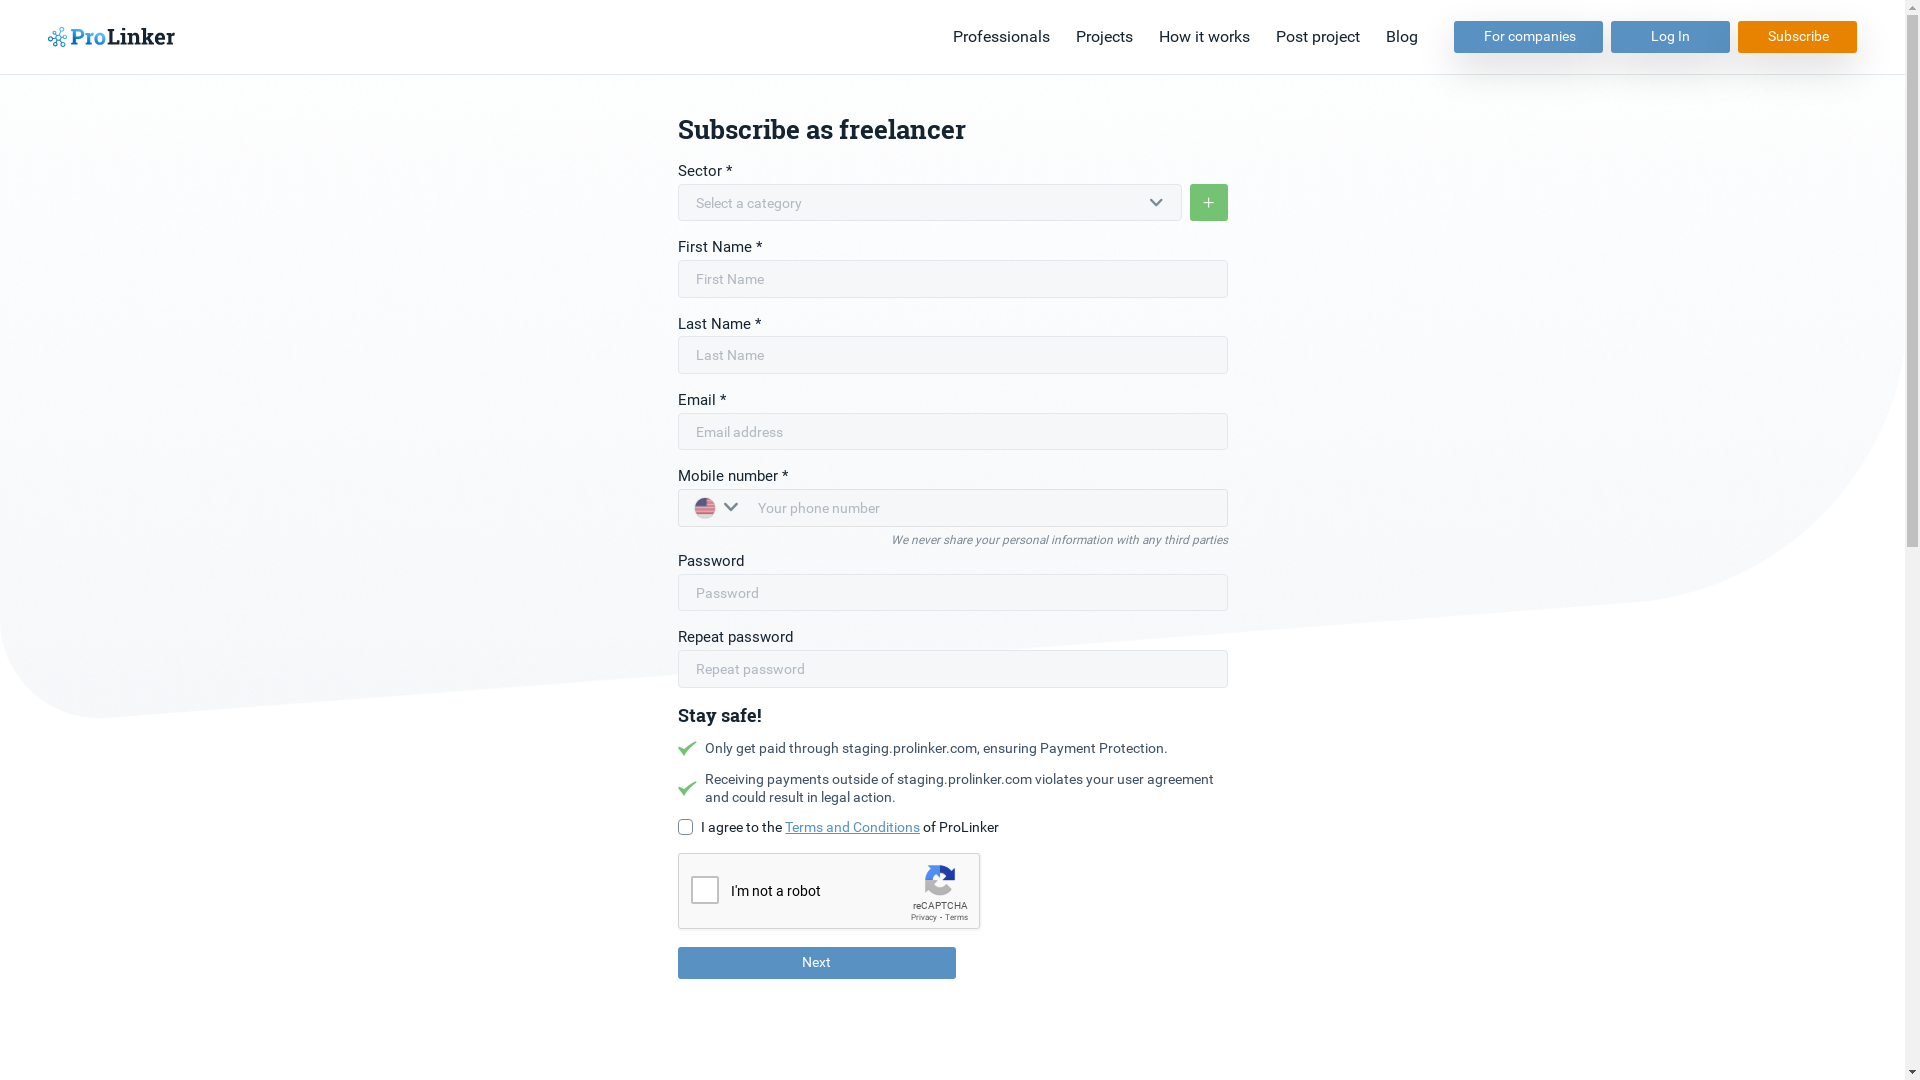 ProLinker
Professionals Projects How it works Post project Blog For companies Log In Subscribe
Subscribe as freelancer
Sector *
Select a category +
First Name *
First Name
Last Name *
Last Name
Email *
Email address
Mobile number *
Your phone number
We never share your personal information with any third parties
Password
Password
Repeat password
Repeat password
Stay safe!
Only get paid through staging.prolinker.com, ensuring Payment Protection.
Receiving payments outside of staging.prolinker.com violates your user agreement
and could result in legal action.
I agree to the Terms and Conditions of ProLinker
I'm not a robot
reCAPTCHA
Privacy - Terms
Next